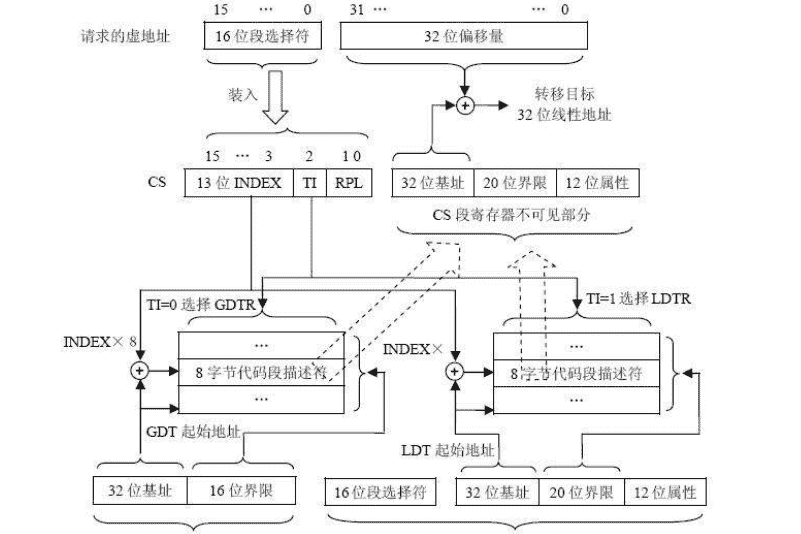 15 … 0
31 … … 0
请求的虚地址
16 位段选择符
32 位偏移量
装入
转移目标
32 位线性地址
15 … 3 2 1 0
CS
13 位 INDEX
TI
RPL
32 位基址
20 位界限
12 位属性
CS 段寄存器不可见部分
TI=0 选择 GDTR
TI=1 选择 LDTR
INDEX× 8
INDEX×
…
8 字节代码段描述符
…
…
8 字节代码段描述符
…
GDT 起始地址
LDT 起始地址
32 位基址
16 位界限
16 位段选择符
32 位基址
20 位界限
12 位属性